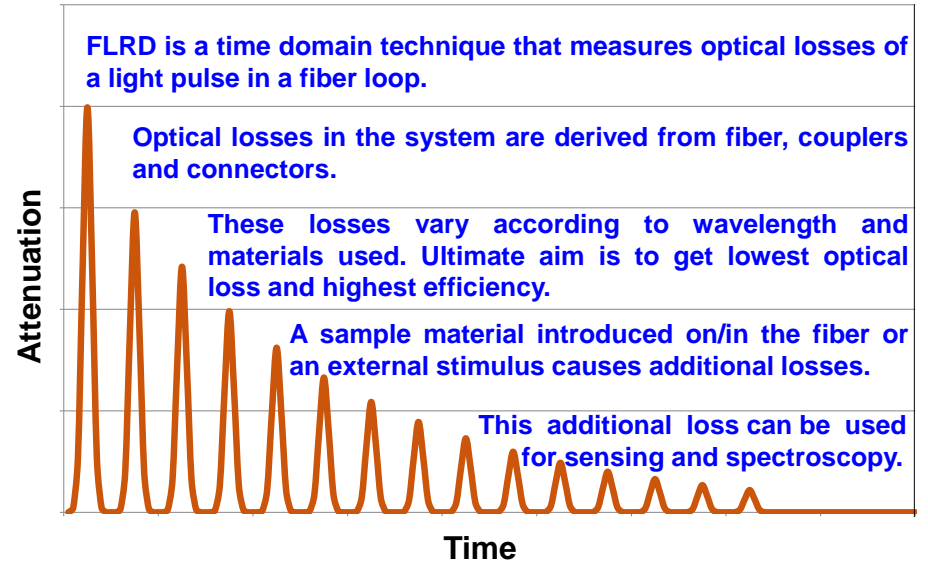 FLRD is a time domain technique that measures optical losses of
a light pulse in a fiber loop.
Optical losses in the system are derived from fiber, couplers
and connectors.
These losses vary according to wavelength and
materials used. Ultimate aim is to get lowest optical
loss and highest efficiency.
A sample material introduced on/in the fiber or
an external stimulus causes additional losses.
This additional loss can be used
for sensing and spectroscopy.
Attenuation
Time